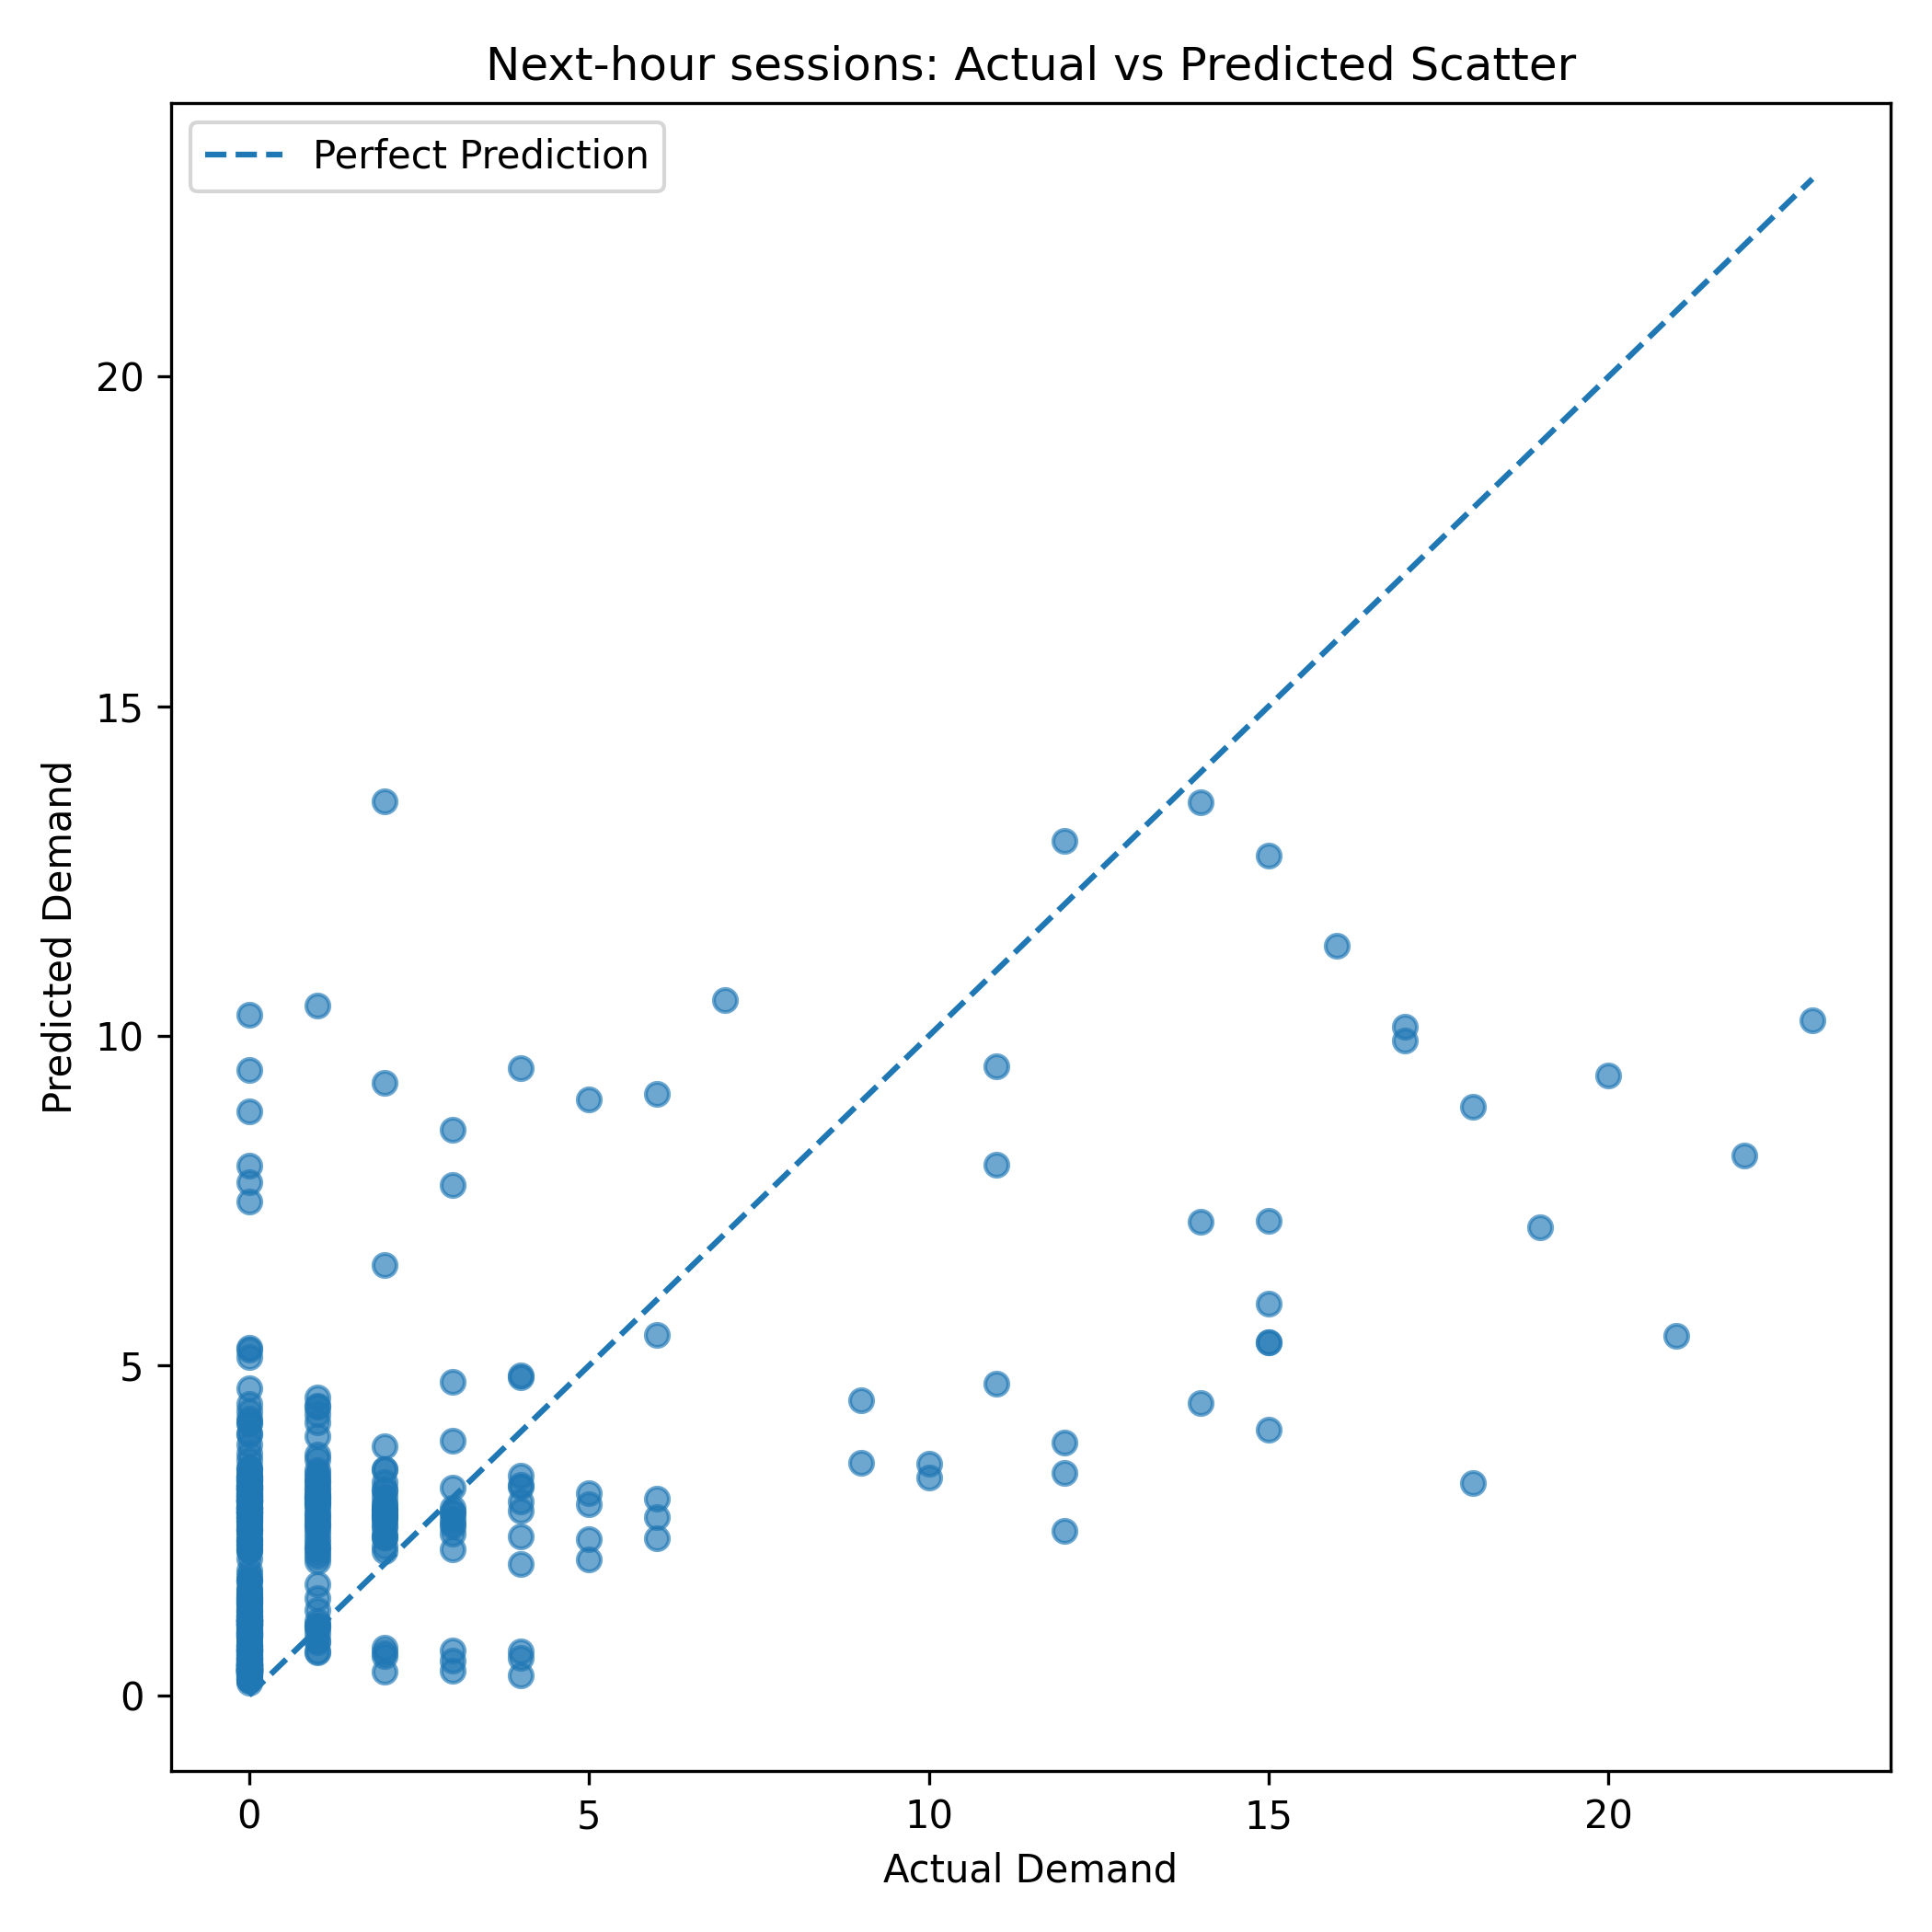 Next-hour sessions: Actual vs Predicted Scatter
Perfect Prediction
Predicted Demand
20
15
10
5
0
0 5 10 15 20
Actual Demand